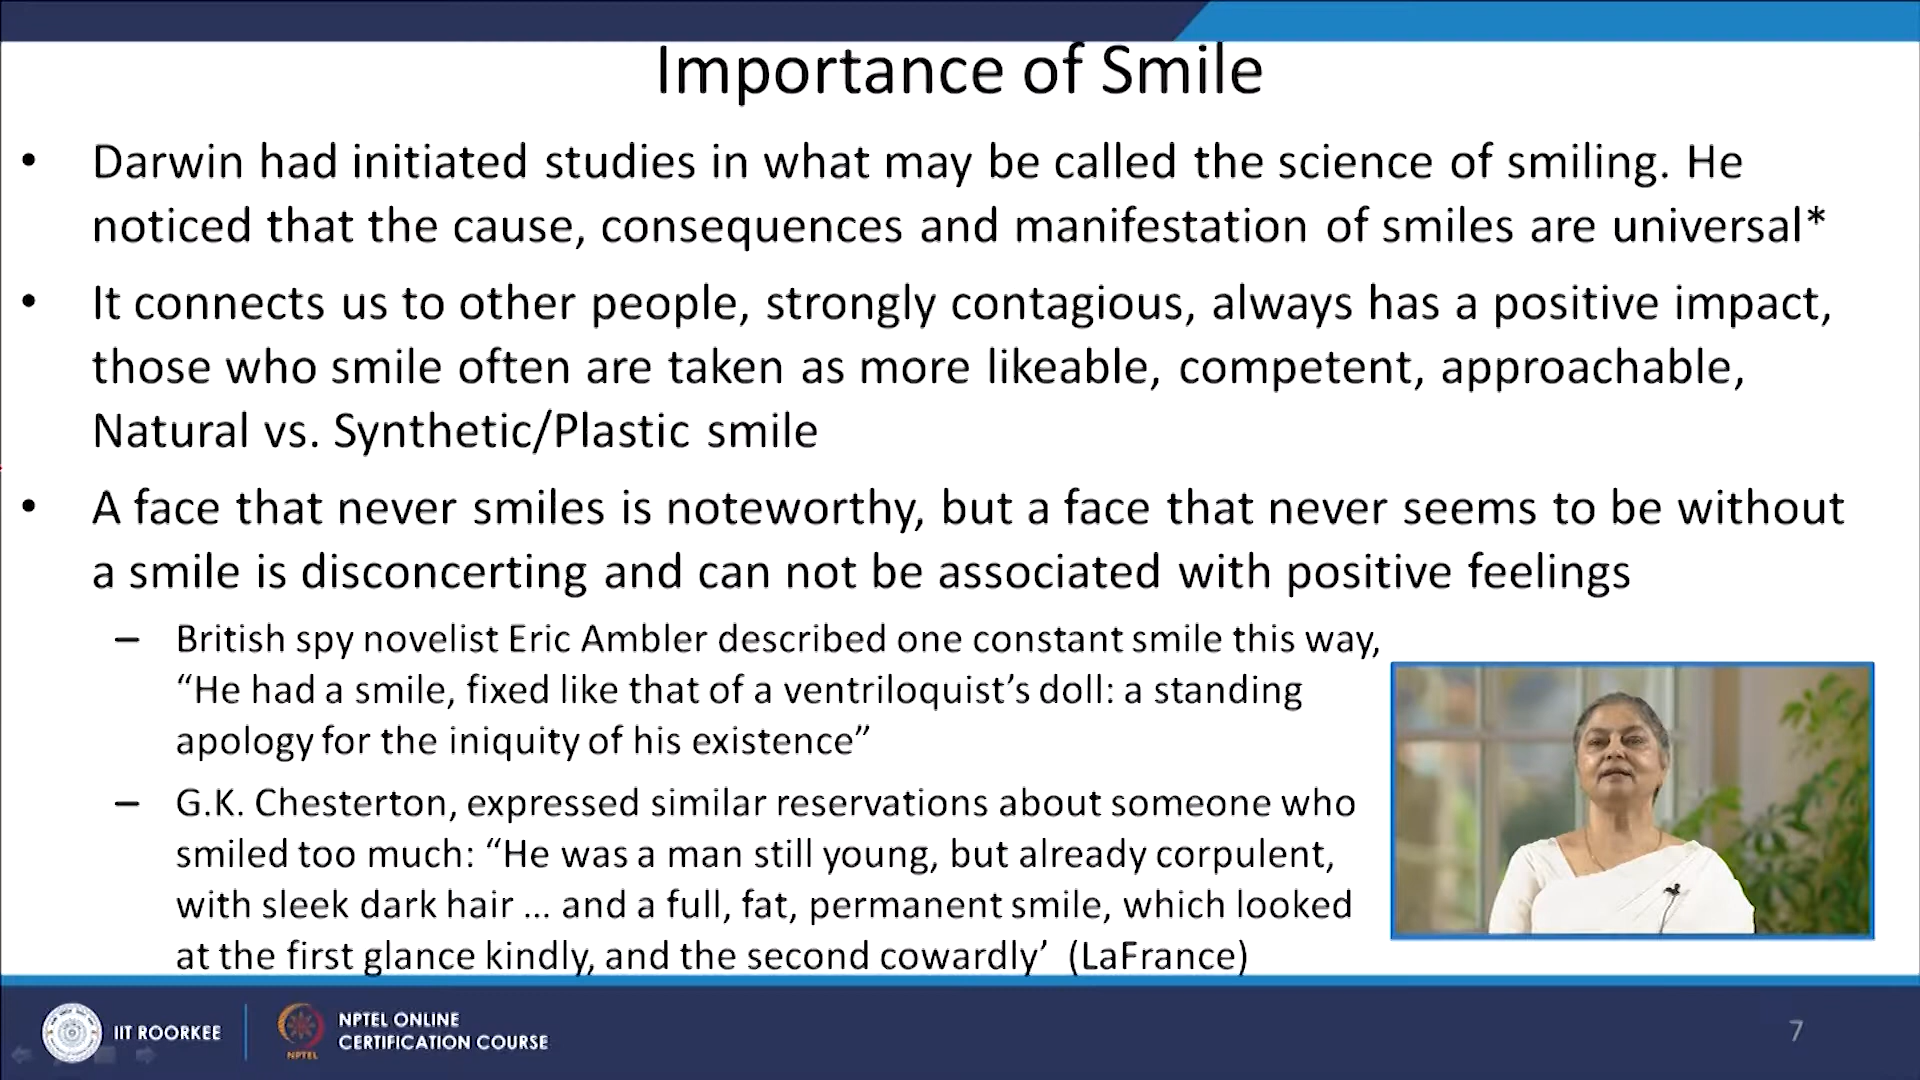 Importance of Smile
• Darwin had initiated studies in what may be called the science of smiling. He
noticed that the cause, consequences and manifestation of smiles are universal*
• It connects us to other people, strongly contagious, always has a positive impact,
those who smile often are taken as more likeable, competent, approachable,
Natural vs. Synthetic/Plastic smile
• A face that never smiles is noteworthy, but a face that never seems to be without
a smile is disconcerting and can not be associated with positive feelings
– British spy novelist Eric Ambler described one constant smile this way,
“He had a smile, fixed like that of a ventriloquist’s doll: a standing
apology for the iniquity of his existence”
– G.K. Chesterton, expressed similar reservations about someone who
smiled too much: “He was a man still young, but already corpulent,
with sleek dark hair ... and a full, fat, permanent smile, which looked
at the first glance kindly, and the second cowardly’ (LaFrance)
IIT ROORKEE
NPTEL
NPTEL ONLINE
CERTIFICATION COURSE
7